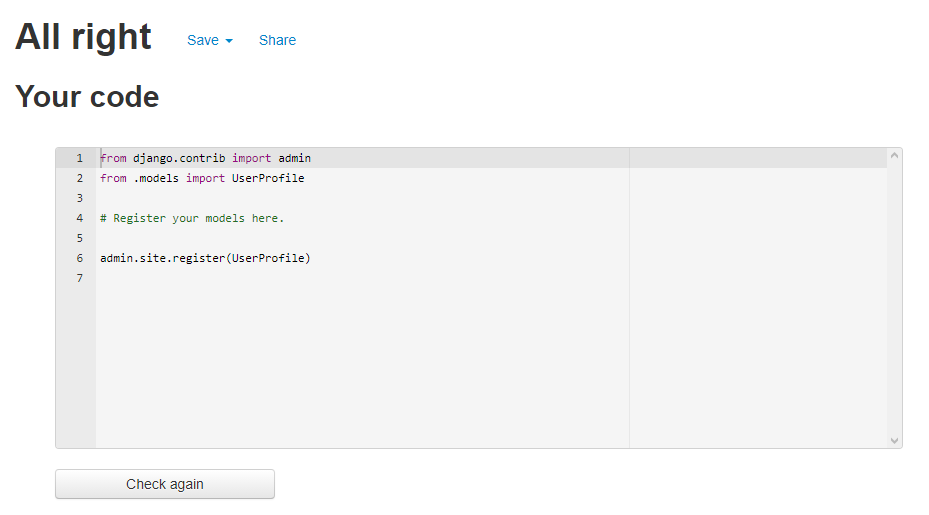 All right Save Share
Your code
1 from django.contrib import admin
2 from .models import UserProfile
3
4 # Register your models here.
5
6 admin.site.register(UserProfile)
7
Check again